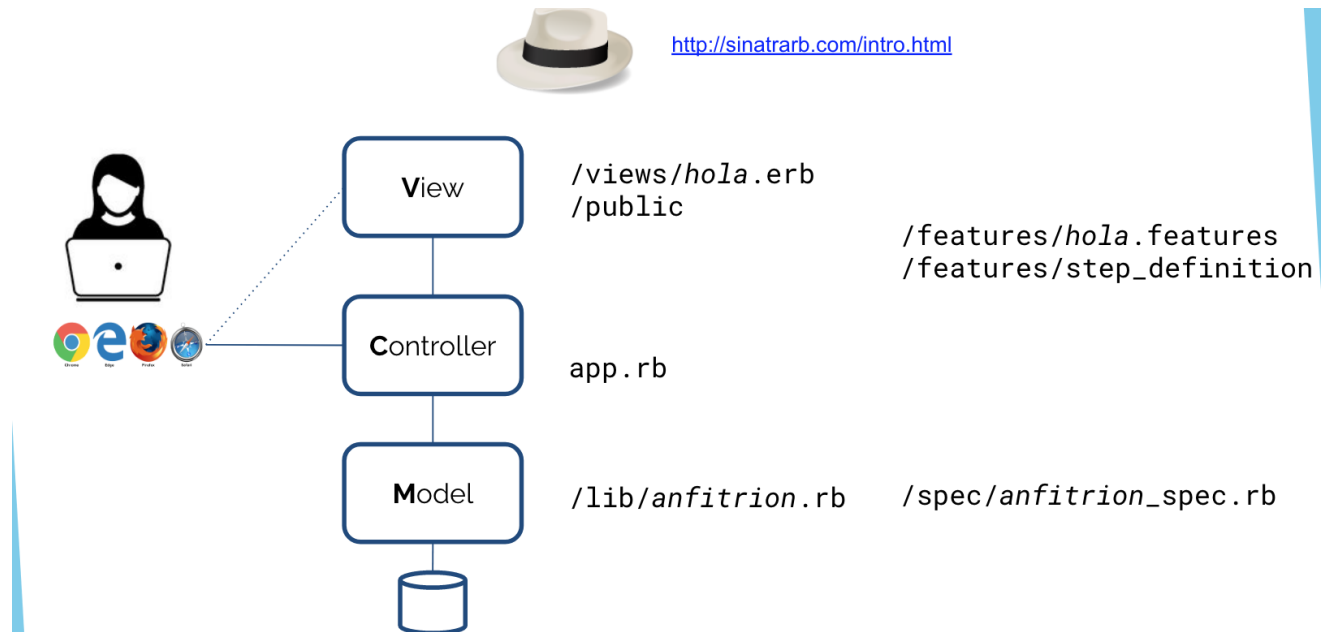 http://sinatrarb.com/intro.html
View
/views/hola.erb
/public
/features/hola.features
/features/step_definition
Controller
app.rb
Model
/lib/anfitrion.rb
/spec/anfitrion_spec.rb